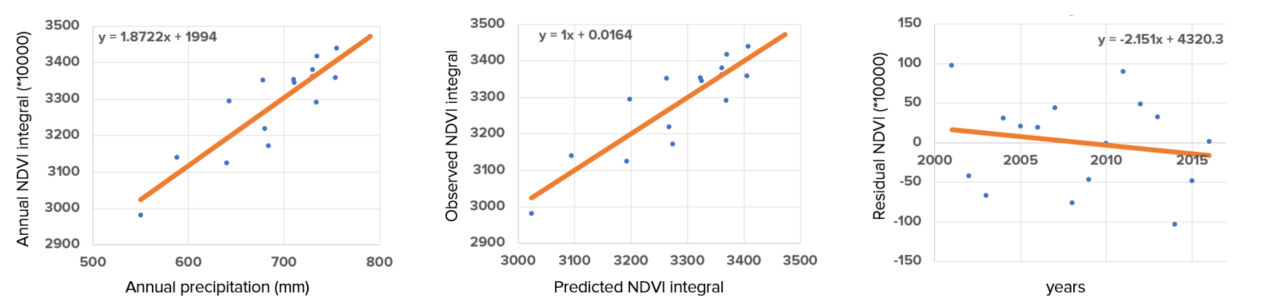 3500
3400
3300
3200
3100
3000
2900
500 600 700 800
Annual NDVI integral (*10000)
Annual precipitation (mm)
y = 1.8722x + 1994
3500
3400
3300
3200
3100
3000
2900
3000 3100 3200 3300 3400 3500
Observed NDVI integral
Predicted NDVI integral
y = 1x + 0.0164
150
100
50
0
-50
-100
-150
2000 2005 2010 2015
Residual NDVI (*10000)
years
y = -2.151x + 4320.3